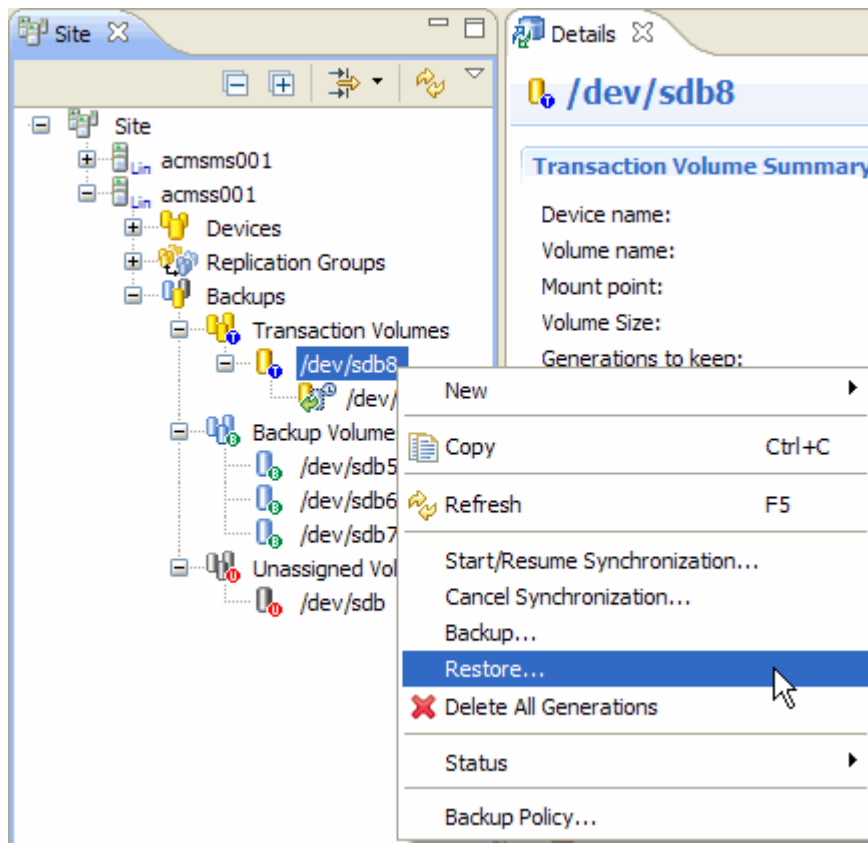 Site
Details
/dev/sdb8
Transaction Volume Summary
Site
Lin acmsms001
Lin acmss001
Devices
Replication Groups
Backups
Transaction Volumes
T /dev/sdb8
/dev/
Backup Volume
B /dev/sdb5
B /dev/sdb6
B /dev/sdb7
Unassigned Vol
U /dev/sdb
Device name:
Volume name:
Mount point:
Volume Size:
Generations to keep:
New
Copy Ctrl+C
Refresh F5
Start/Resume Synchronization...
Cancel Synchronization...
Backup...
Restore...
Delete All Generations
Status
Backup Policy...